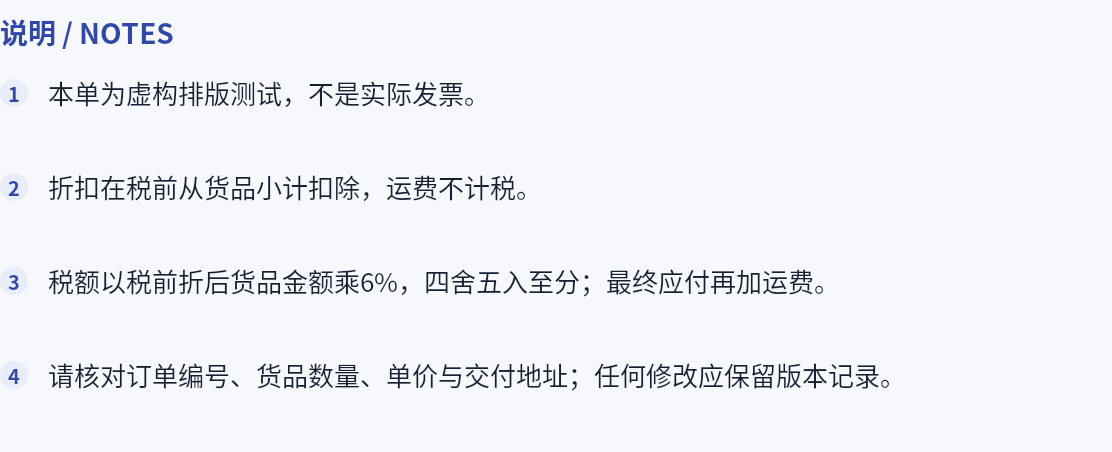 说明 / NOTES
1 本单为虚构排版测试，不是实际发票。
2 折扣在税前从货品小计扣除，运费不计税。
3 税额以税前折后货品金额乘6%，四舍五入至分；最终应付再加运费。
4 请核对订单编号、货品数量、单价与交付地址；任何修改应保留版本记录。